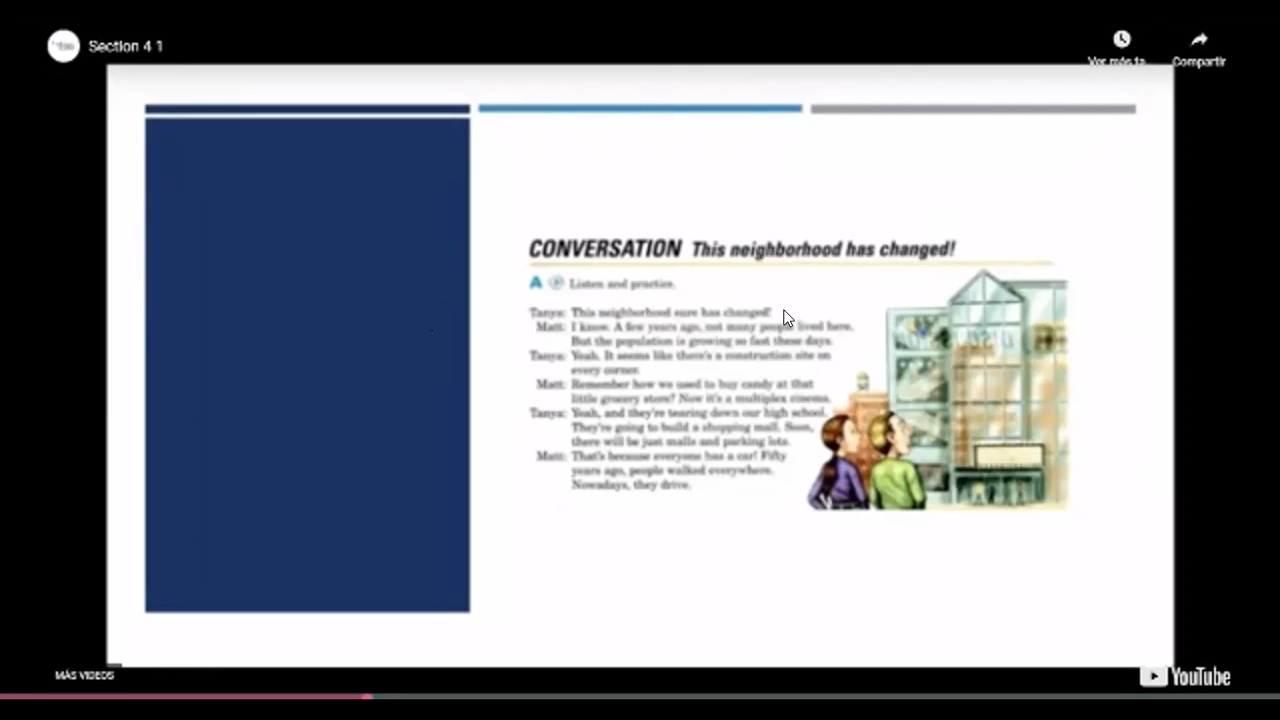 Section 4 1
Ver más ta
Compartir
CONVERSATION This neighborhood has changed!
A Listen and practice.
Tanya: This neighborhood sure has changed!
Matt: I know. A few years ago, not many people lived here.
But the population is growing so fast these days.
Tanya: Yeah. It seems like there's a construction site on
every corner.
Matt: Remember how we used to buy candy at that
little grocery store? Now it's a multiplex cinema.
Tanya: Yeah, and they're tearing down our high school.
They're going to build a shopping mall. Soon,
there will be just malls and parking lots.
Matt: That's because everyone has a car! Fifty
years ago, people walked everywhere.
Nowadays, they drive.
MÁS VIDEOS
YouTube